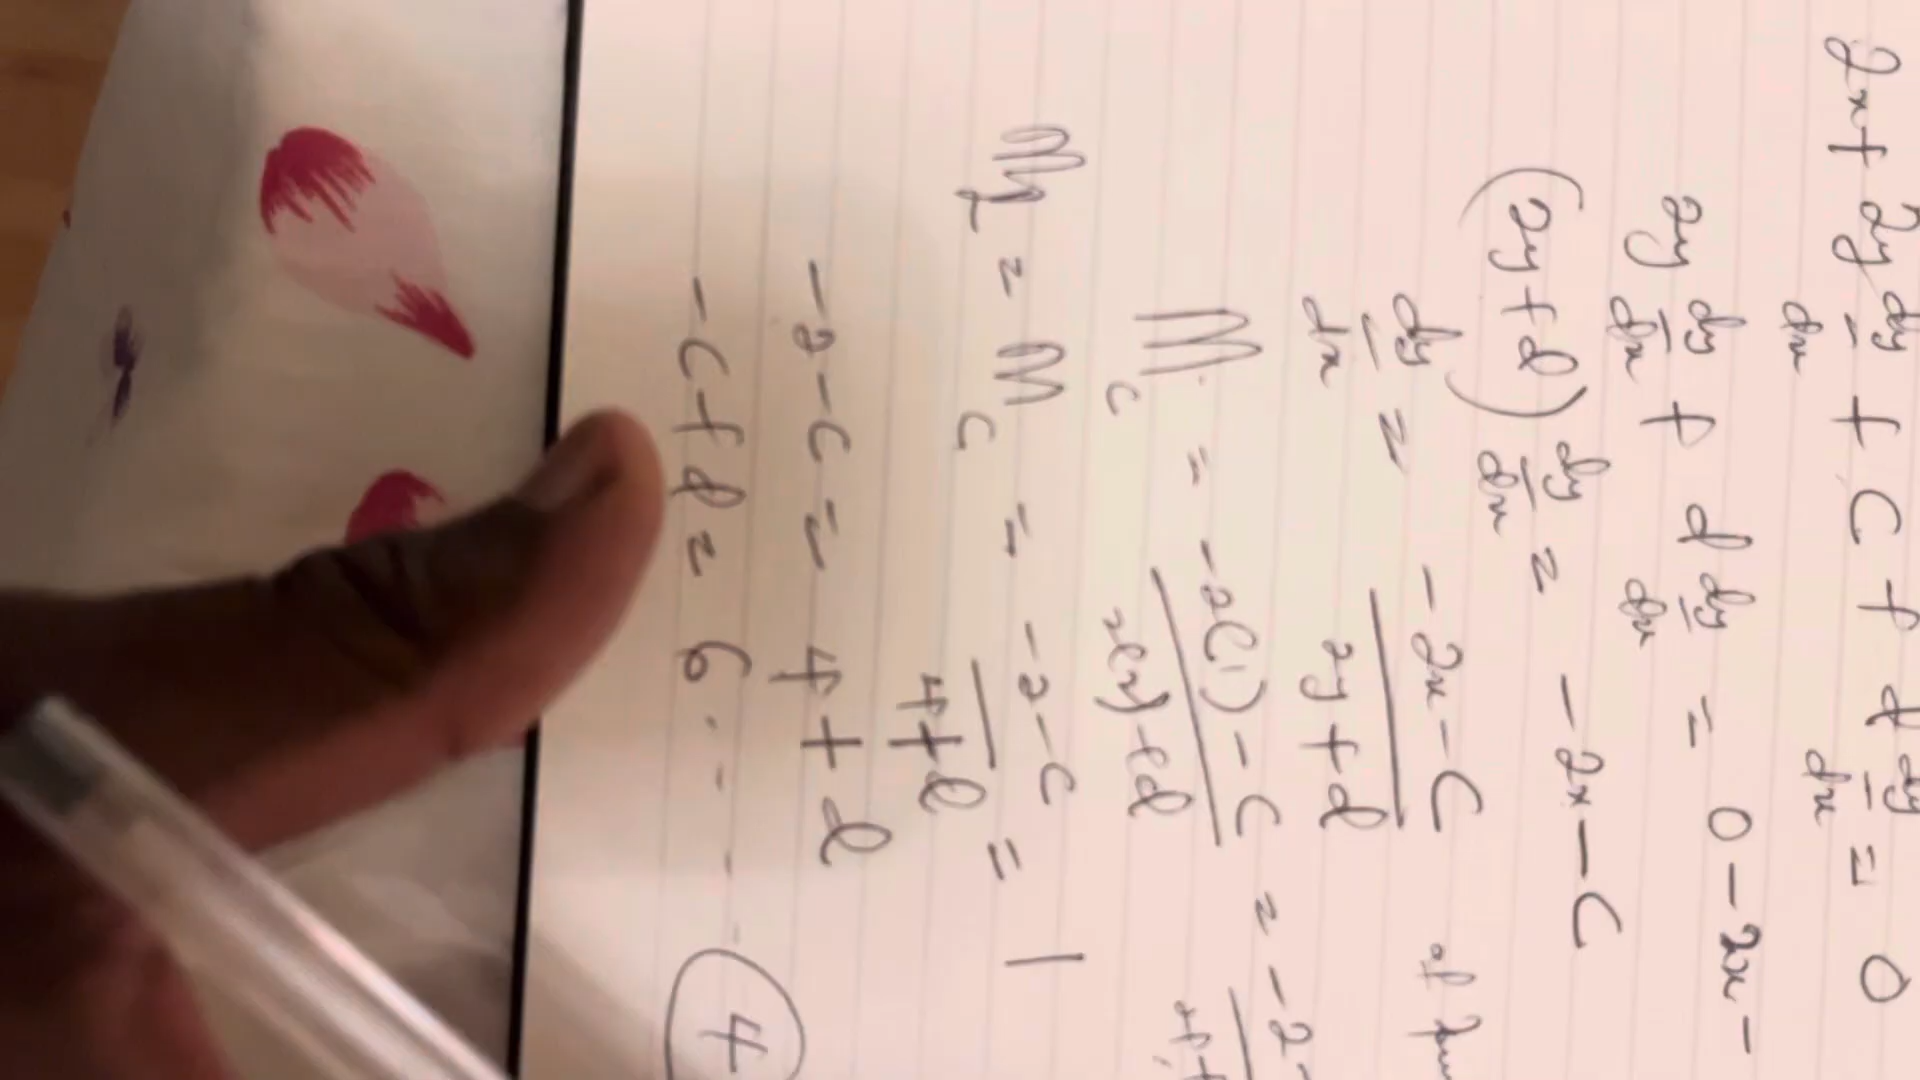 2x + 2y dy/dx + C + d dy/dx = 0
2y dy/dx + d dy/dx = 0 - 2x -
(2y + d) dy/dx = -2x - C
dy/dx = (-2x - C)/(2y + d)
M_C = (-2(1) - C)/(2(2) + d) = -2-
M_L = M_C = (-2 - C)/(4 + d) = 1
-2 - C = 4 + d
-C + d = 6 . . . . (4)